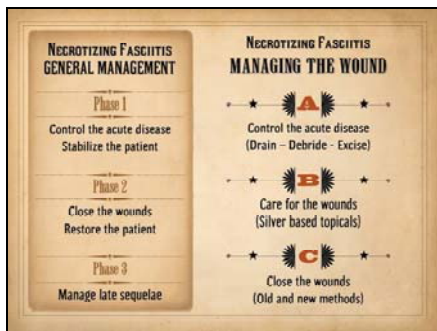 Necrotizing Fasciitis
GENERAL MANAGEMENT
Phase 1
Control the acute disease
Stabilize the patient
Phase 2
Close the wounds
Restore the patient
Phase 3
Manage late sequelae
Necrotizing Fasciitis
MANAGING THE WOUND
A
Control the acute disease
(Drain – Debride - Excise)
B
Care for the wounds
(Silver based topicals)
C
Close the wounds
(Old and new methods)